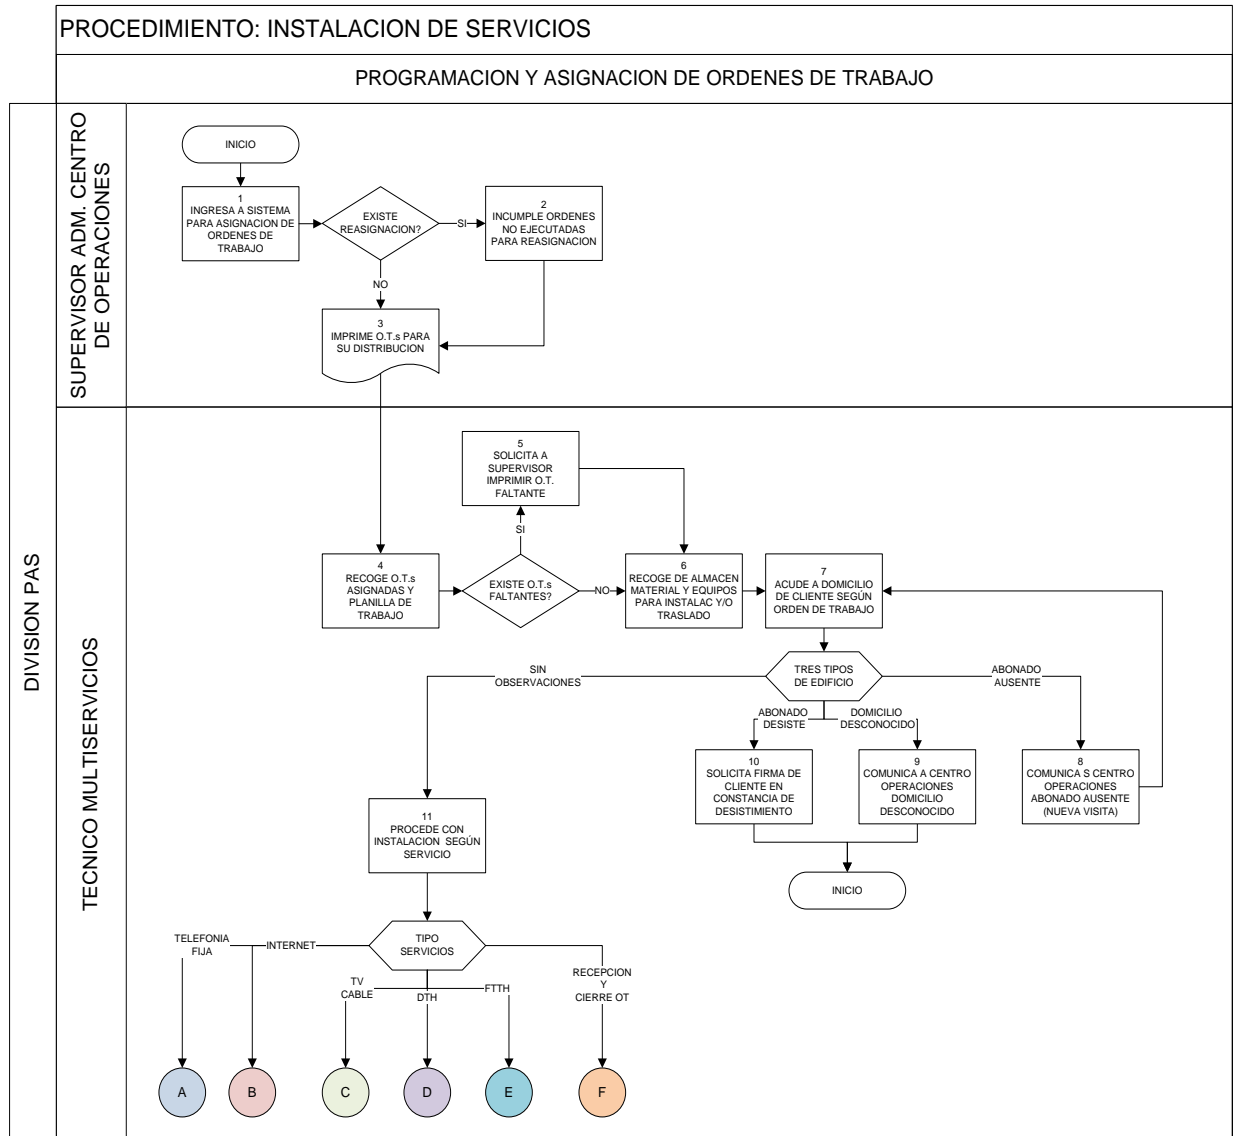 PROCEDIMIENTO: INSTALACION DE SERVICIOS
PROGRAMACION Y ASIGNACION DE ORDENES DE TRABAJO
DIVISION PAS
SUPERVISOR ADM. CENTRO
DE OPERACIONES
INICIO
1
INGRESA A SISTEMA
PARA ASIGNACION DE
ORDENES DE
TRABAJO
EXISTE
REASIGNACION?
SI
2
INCUMPLE ORDENES
NO EJECUTADAS
PARA REASIGNACION
NO
3
IMPRIME O.T.s PARA
SU DISTRIBUCION
TECNICO MULTISERVICIOS
5
SOLICITA A
SUPERVISOR
IMPRIMIR O.T.
FALTANTE
SI
4
RECOGE O.T.s
ASIGNADAS Y
PLANILLA DE
TRABAJO
EXISTE O.T.s
FALTANTES?
NO
6
RECOGE DE ALMACEN
MATERIAL Y EQUIPOS
PARA INSTALAC Y/O
TRASLADO
7
ACUDE A DOMICILIO
DE CLIENTE SEGÚN
ORDEN DE TRABAJO
SIN
OBSERVACIONES
TRES TIPOS
DE EDIFICIO
ABONADO
AUSENTE
ABONADO
DESISTE
DOMICILIO
DESCONOCIDO
10
SOLICITA FIRMA DE
CLIENTE EN
CONSTANCIA DE
DESISTIMIENTO
9
COMUNICA A CENTRO
OPERACIONES
DOMICILIO
DESCONOCIDO
8
COMUNICA S CENTRO
OPERACIONES
ABONADO AUSENTE
(NUEVA VISITA)
11
PROCEDE CON
INSTALACION SEGÚN
SERVICIO
INICIO
TELEFONIA
FIJA
INTERNET
TIPO
SERVICIOS
TV
CABLE
DTH
FTTH
RECEPCION
Y
CIERRE OT
A
B
C
D
E
F